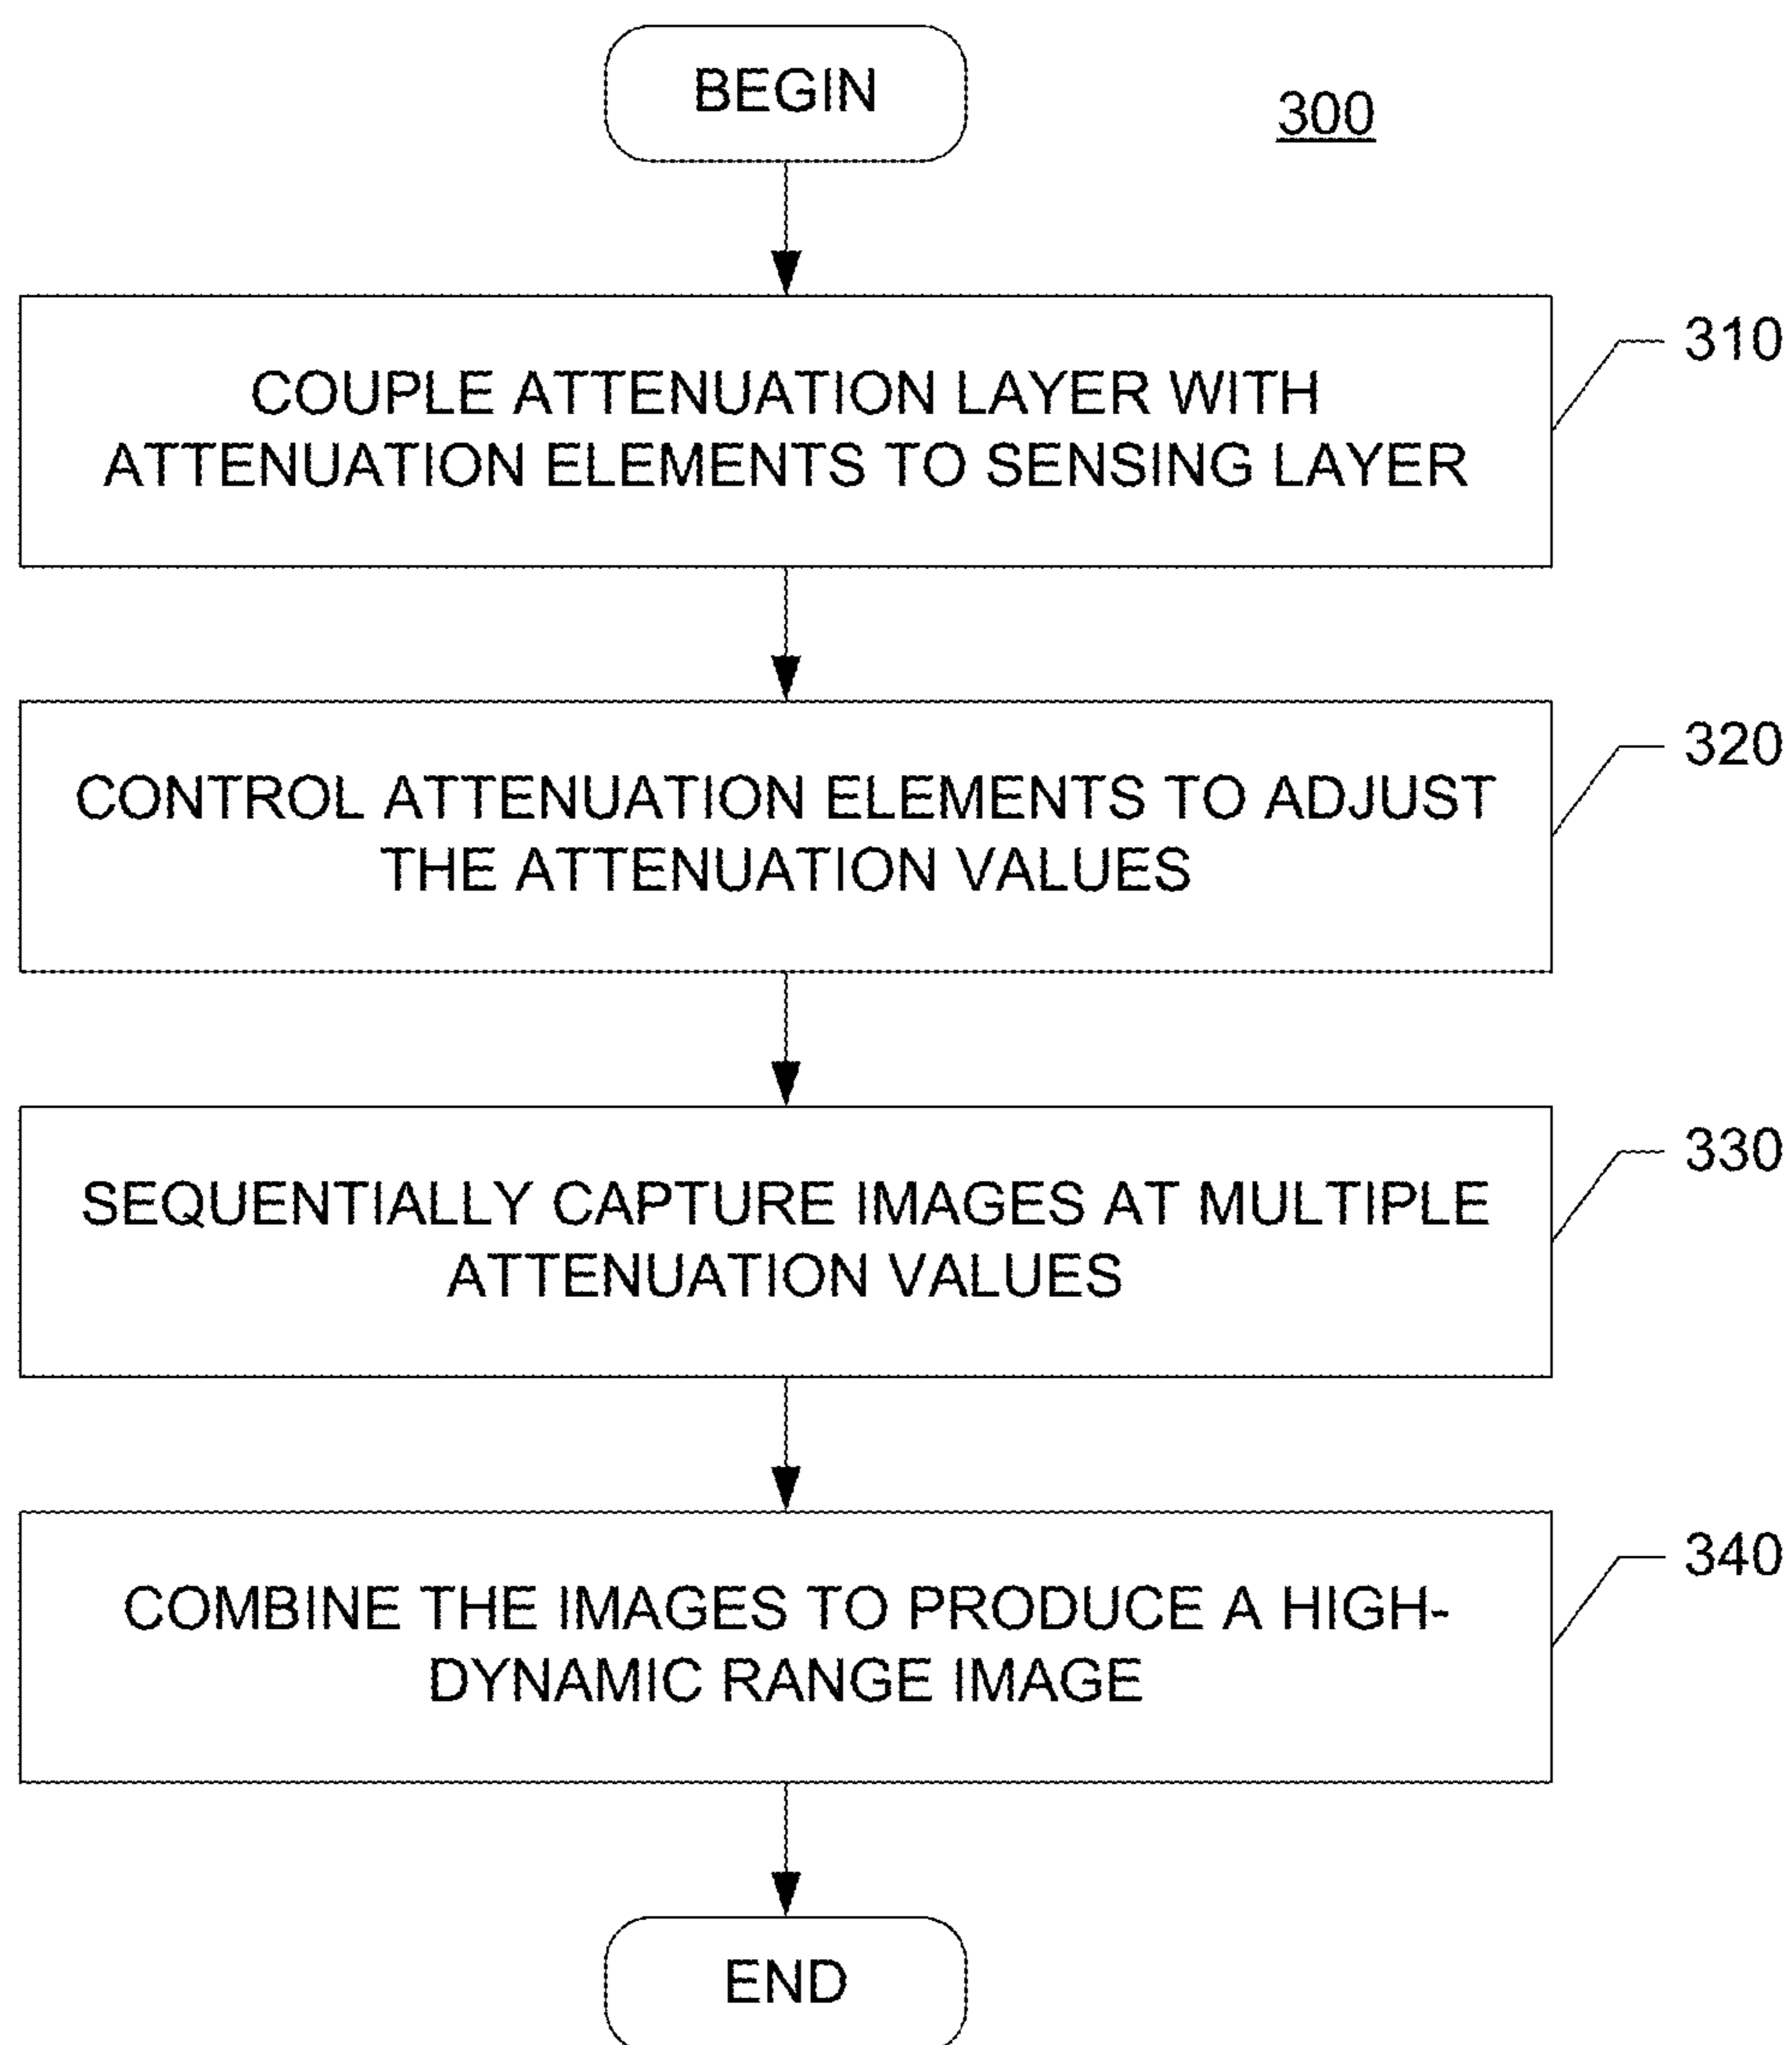 BEGIN
300
310
COUPLE ATTENUATION LAYER WITH
ATTENUATION ELEMENTS TO SENSING LAYER
320
CONTROL ATTENUATION ELEMENTS TO ADJUST
THE ATTENUATION VALUES
330
SEQUENTIALLY CAPTURE IMAGES AT MULTIPLE
ATTENUATION VALUES
340
COMBINE THE IMAGES TO PRODUCE A HIGH-
DYNAMIC RANGE IMAGE
END